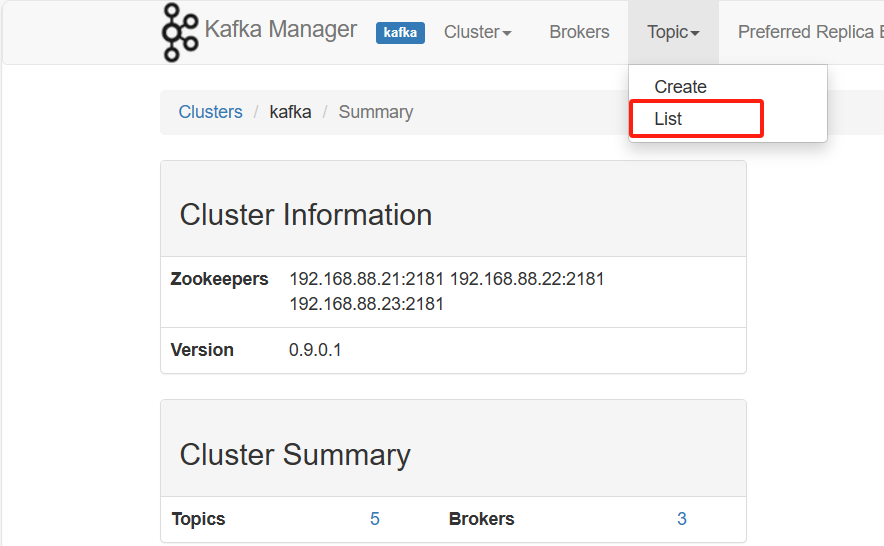 Kafka Manager kafka Cluster Brokers Topic Preferred Replica E
Create
List
Clusters / kafka / Summary
Cluster Information
Zookeepers 192.168.88.21:2181 192.168.88.22:2181
192.168.88.23:2181
Version 0.9.0.1
Cluster Summary
Topics 5 Brokers 3